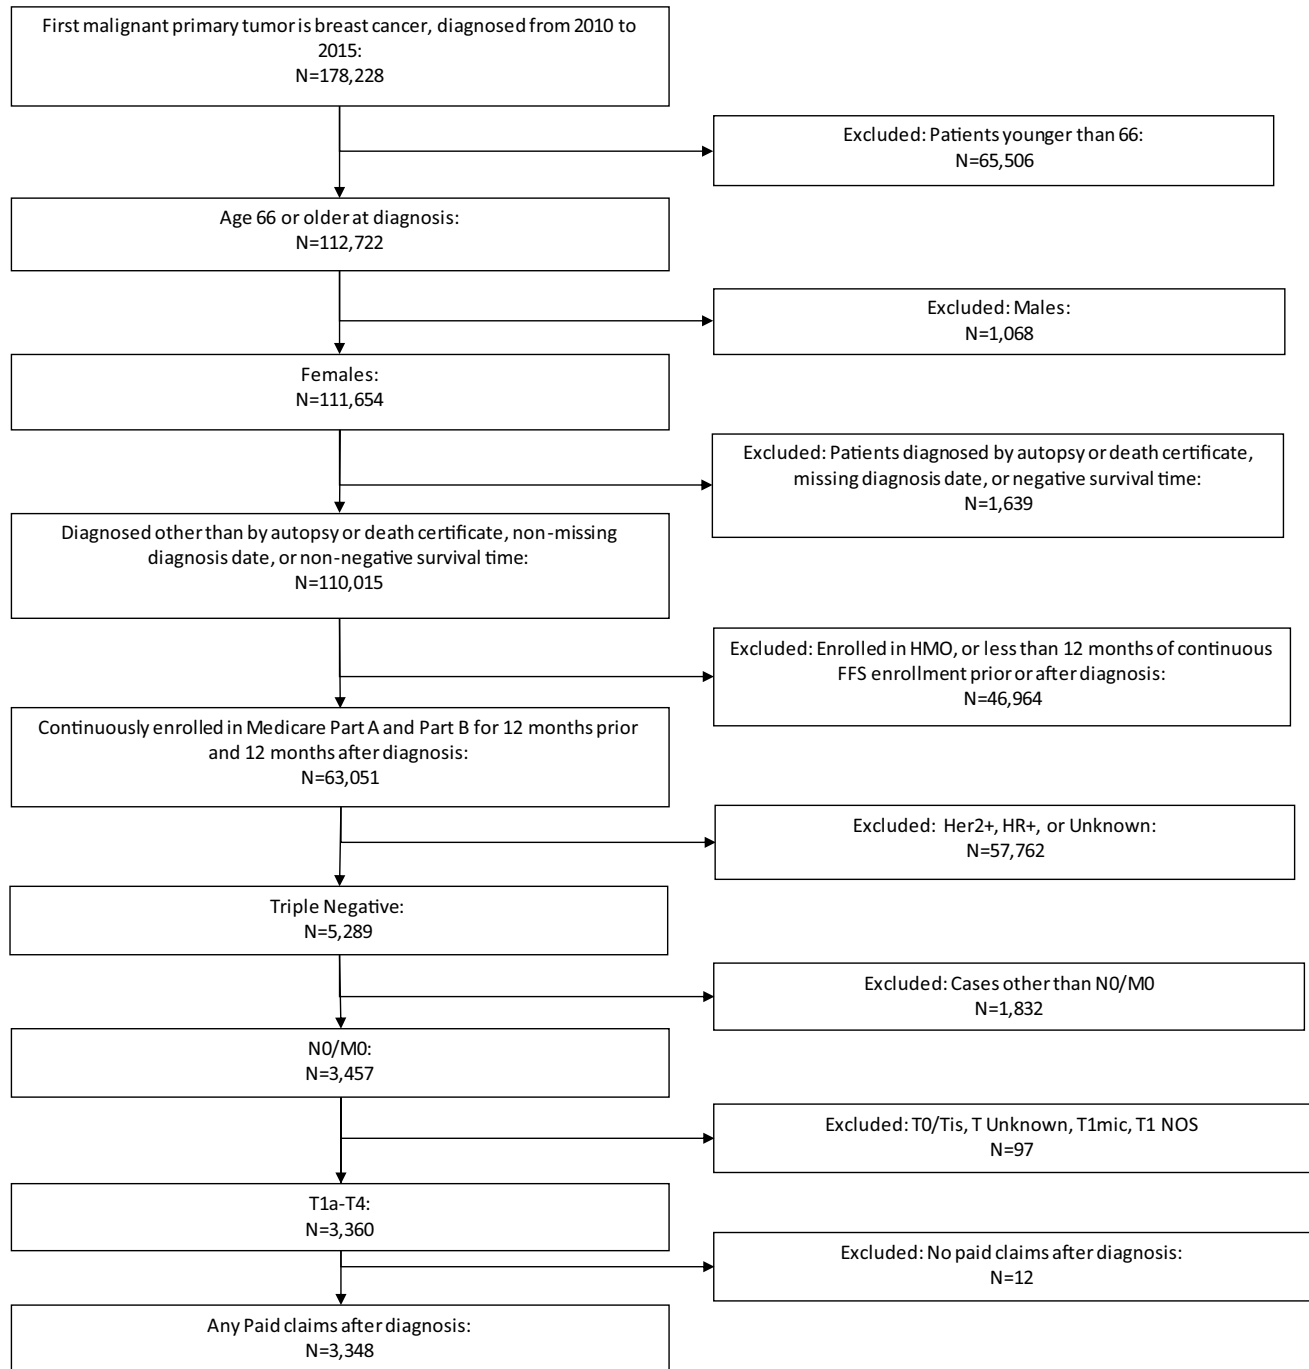 First malignant primary tumor is breast cancer, diagnosed from 2010 to
2015:
N=178,228
Excluded: Patients younger than 66:
N=65,506
Age 66 or older at diagnosis:
N=112,722
Excluded: Males:
N=1,068
Females:
N=111,654
Excluded: Patients diagnosed by autopsy or death certificate,
missing diagnosis date, or negative survival time:
N=1,639
Diagnosed other than by autopsy or death certificate, non-missing
diagnosis date, or non-negative survival time:
N=110,015
Excluded: Enrolled in HMO, or less than 12 months of continuous
FFS enrollment prior or after diagnosis:
N=46,964
Continuously enrolled in Medicare Part A and Part B for 12 months prior
and 12 months after diagnosis:
N=63,051
Excluded: Her2+, HR+, or Unknown:
N=57,762
Triple Negative:
N=5,289
Excluded: Cases other than N0/M0
N=1,832
N0/M0:
N=3,457
Excluded: T0/Tis, T Unknown, T1mic, T1 NOS
N=97
T1a-T4:
N=3,360
Excluded: No paid claims after diagnosis:
N=12
Any Paid claims after diagnosis:
N=3,348